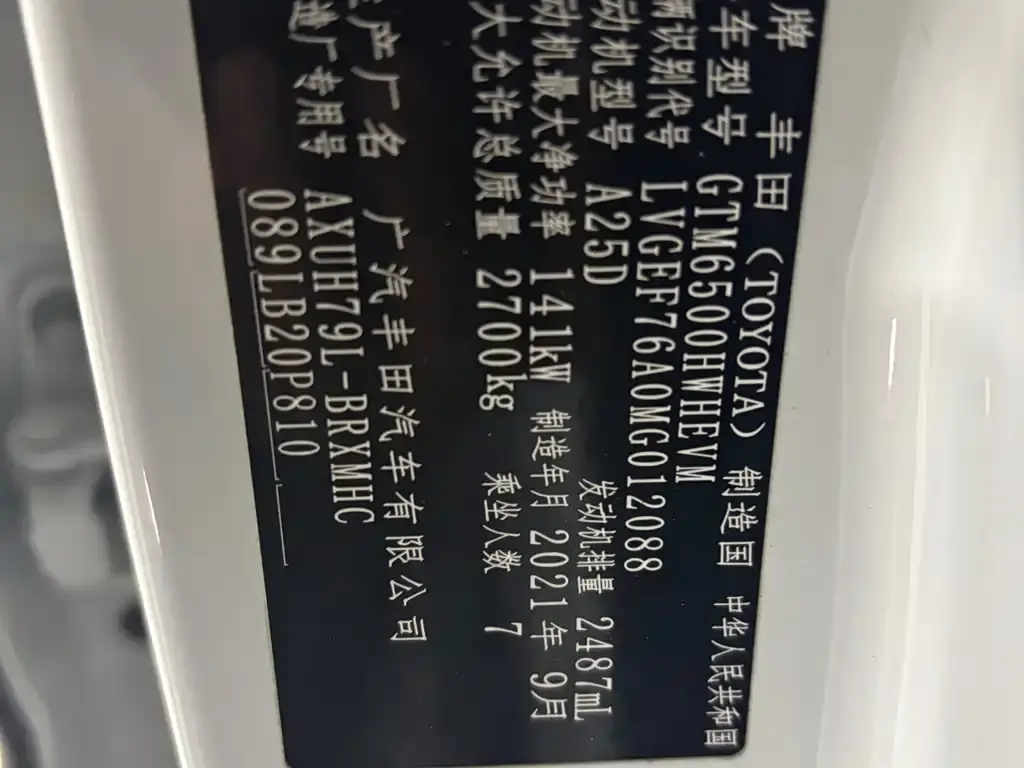 牌 丰田（TOYOTA） 制造国 中华人民共和国
车型号 GTM6500HWHEVM
辆识别代号 LVGEF76A0MG012088
动机型号 A25D 发动机排量 2487mL
动机最大净功率 141kW 制造年月 2021年 9月
大允许总质量 2700kg 乘坐人数 7
产厂名 广汽丰田汽车有限公司
造厂专用号 AXUH79L-BRXMHC
089LB20P810